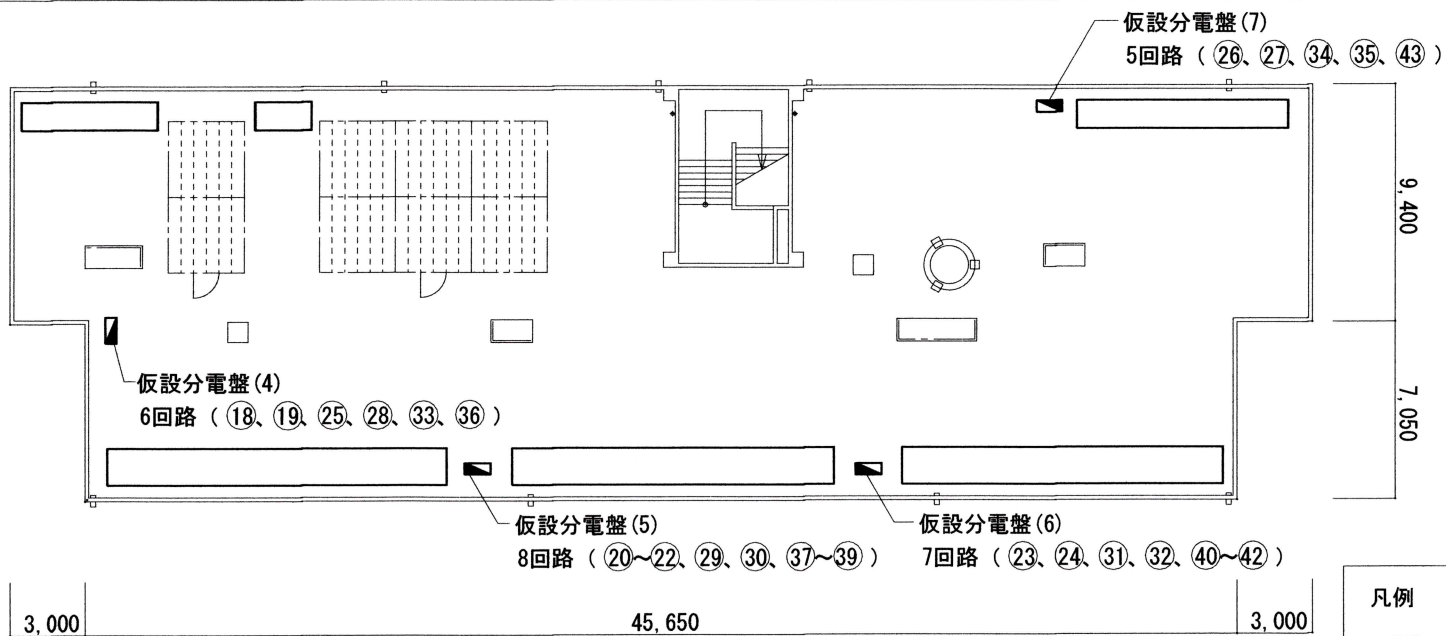 仮設分電盤(7)
5回路（ ㉖、㉗、㉞、㉟、㊸ ）
9,400
仮設分電盤(4)
6回路（ ⑱、⑲、㉕、㉘、㉝、㊱ ）
7,050
仮設分電盤(5)
8回路（ ⑳～㉒、㉙、㉚、㊲～㊴ ）
仮設分電盤(6)
7回路（ ㉓、㉔、㉛、㉜、㊵～㊷ ）
凡例
3,000
45,650
3,000